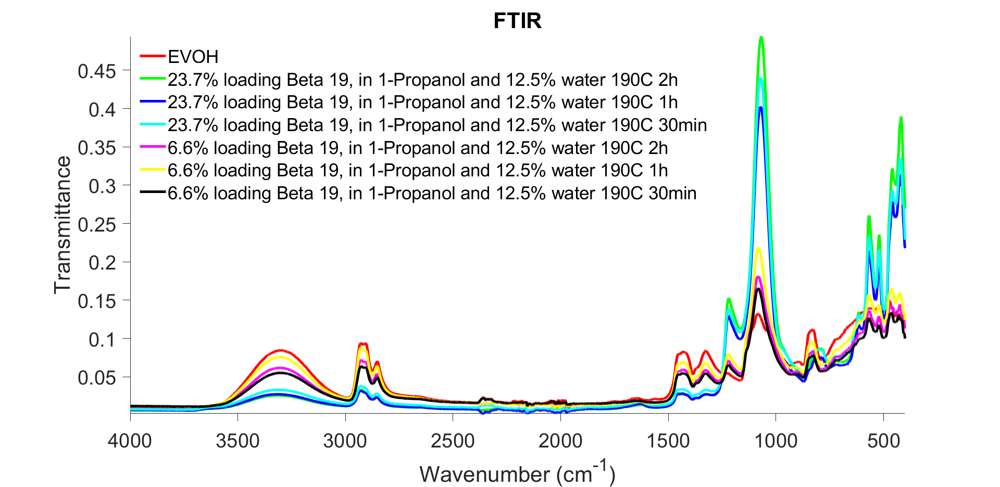 FTIR
EVOH
23.7% loading Beta 19, in 1-Propanol and 12.5% water 190C 2h
23.7% loading Beta 19, in 1-Propanol and 12.5% water 190C 1h
23.7% loading Beta 19, in 1-Propanol and 12.5% water 190C 30min
6.6% loading Beta 19, in 1-Propanol and 12.5% water 190C 2h
6.6% loading Beta 19, in 1-Propanol and 12.5% water 190C 1h
6.6% loading Beta 19, in 1-Propanol and 12.5% water 190C 30min
Transmittance
0.45
0.4
0.35
0.3
0.25
0.2
0.15
0.1
0.05
4000 3500 3000 2500 2000 1500 1000 500
Wavenumber (cm-1)